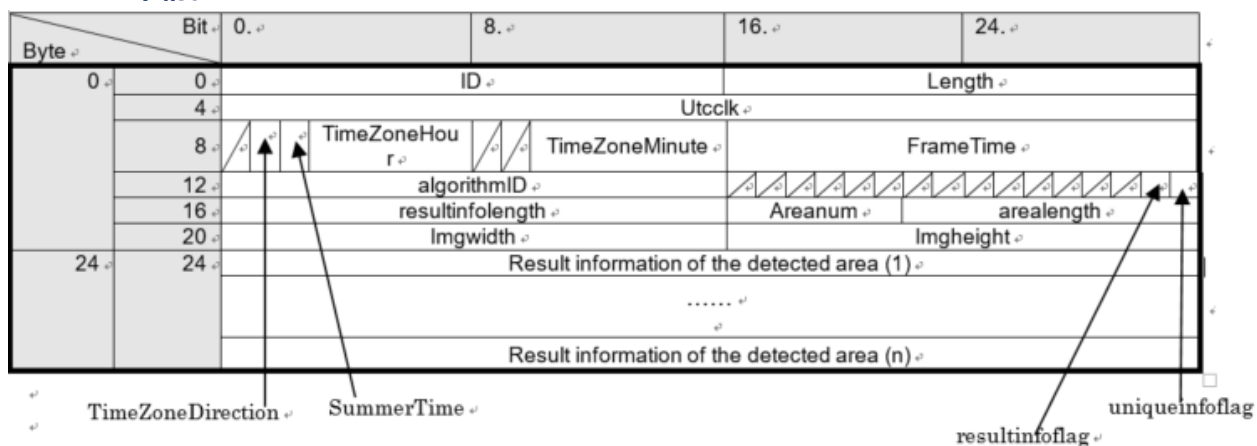 Bit 0. 8. 16. 24.
Byte
0 0 ID Length
4 Utcclk
8 TimeZoneHou
r TimeZoneMinute FrameTime
12 algorithmID
16 resultinfolength Areanum arealength
20 Imgwidth Imgheight
24 24 Result information of the detected area (1)
......
Result information of the detected area (n)
TimeZoneDirection SummerTime uniqueinfoflag
resultinfoflag